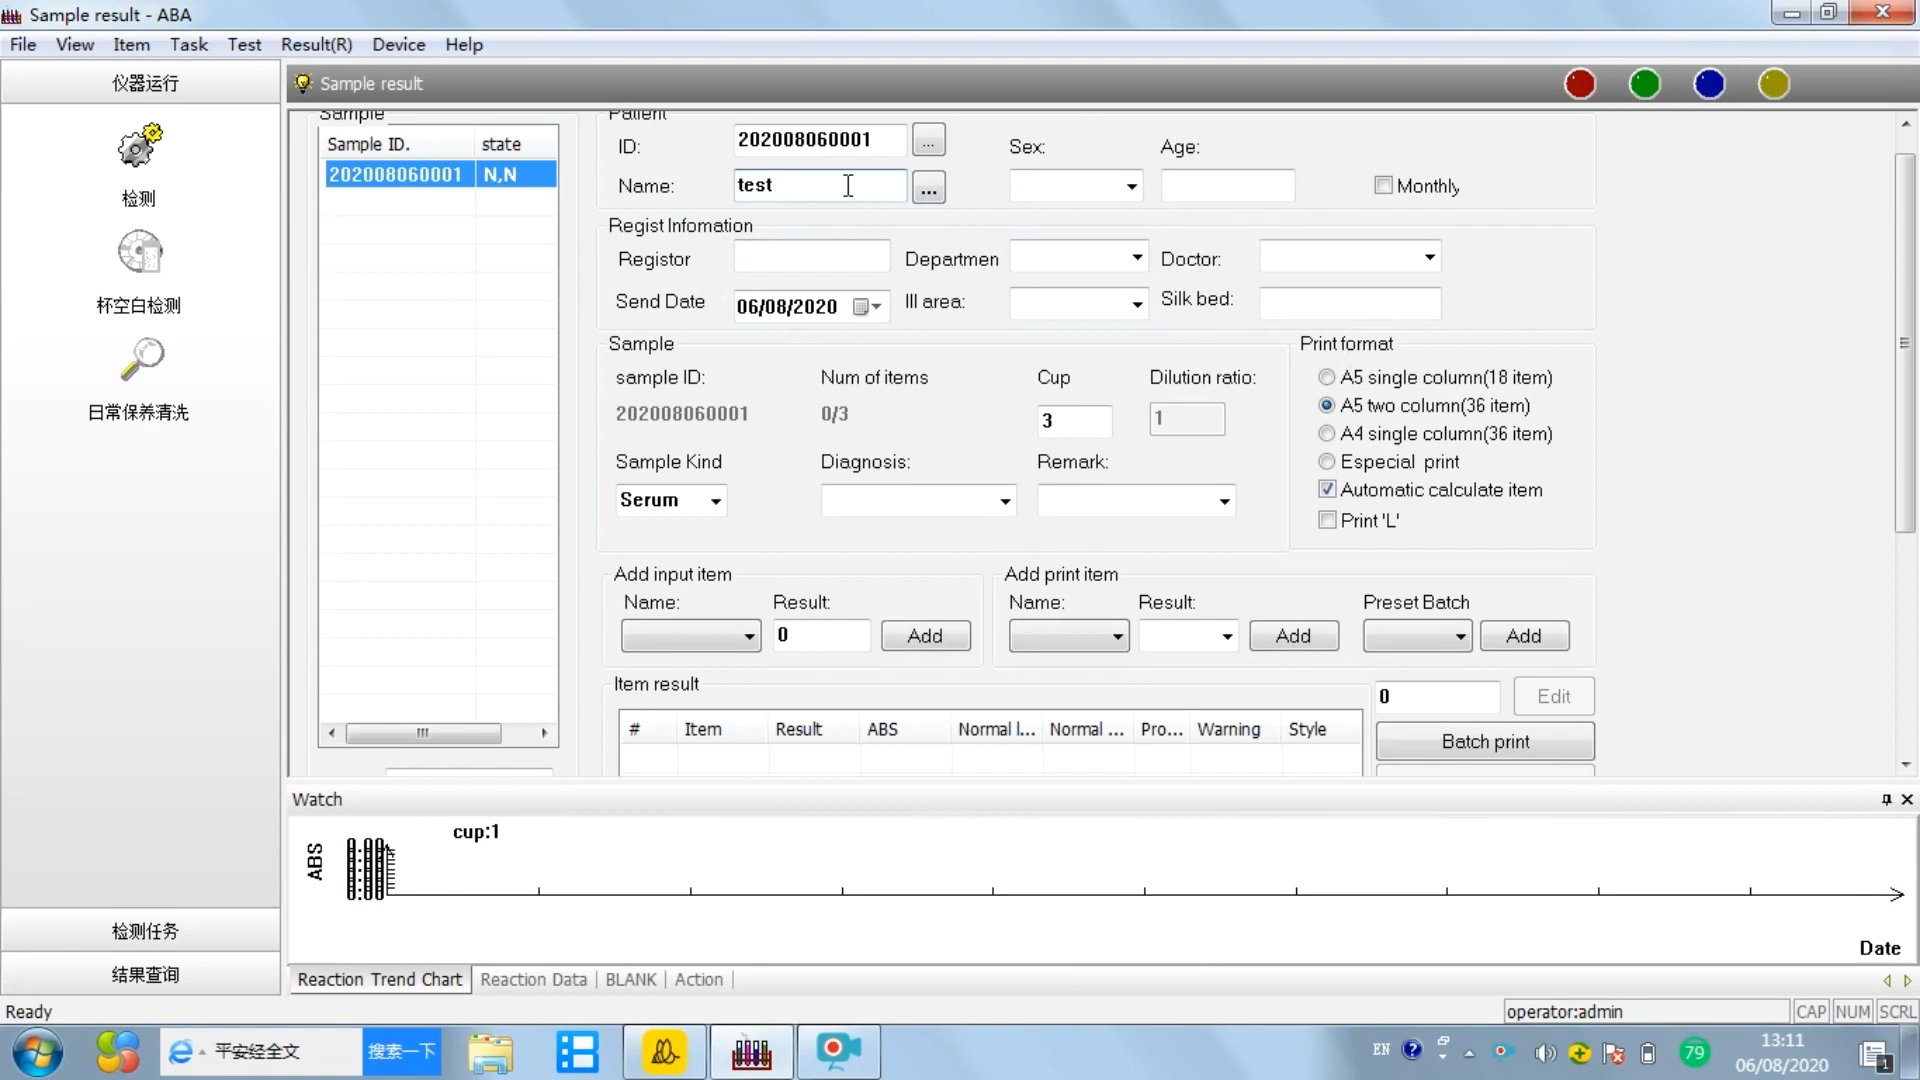 Sample result - ABA
File View Item Task Test Result(R) Device Help
仪器运行
Sample result
检测
杯空白检测
日常保养清洗
检测任务
结果查询
Sample
Sample ID. state
202008060001 N,N
Patient
ID: 202008060001 ... Sex: Age:
Name: test ... Monthly
Regist Infomation
Registor Departmen Doctor:
Send Date 06/08/2020 Ill area: Silk bed:
Sample
sample ID: Num of items Cup Dilution ratio:
202008060001 0/3 3 1
Sample Kind Diagnosis: Remark:
Serum
Print format
A5 single column(18 item)
A5 two column(36 item)
A4 single column(36 item)
Especial print
Automatic calculate item
Print 'L'
Add input item
Name: Result:
0 Add
Add print item
Name: Result: Preset Batch
Add Add
Item result
0 Edit
# Item Result ABS Normal l... Normal ... Pro... Warning Style
Batch print
Watch
cup:1
ABS
Date
Reaction Trend Chart Reaction Data BLANK Action
Ready operator:admin CAP NUM SCRL
平安经全文 搜索一下
EN 79
13:11
06/08/2020
1